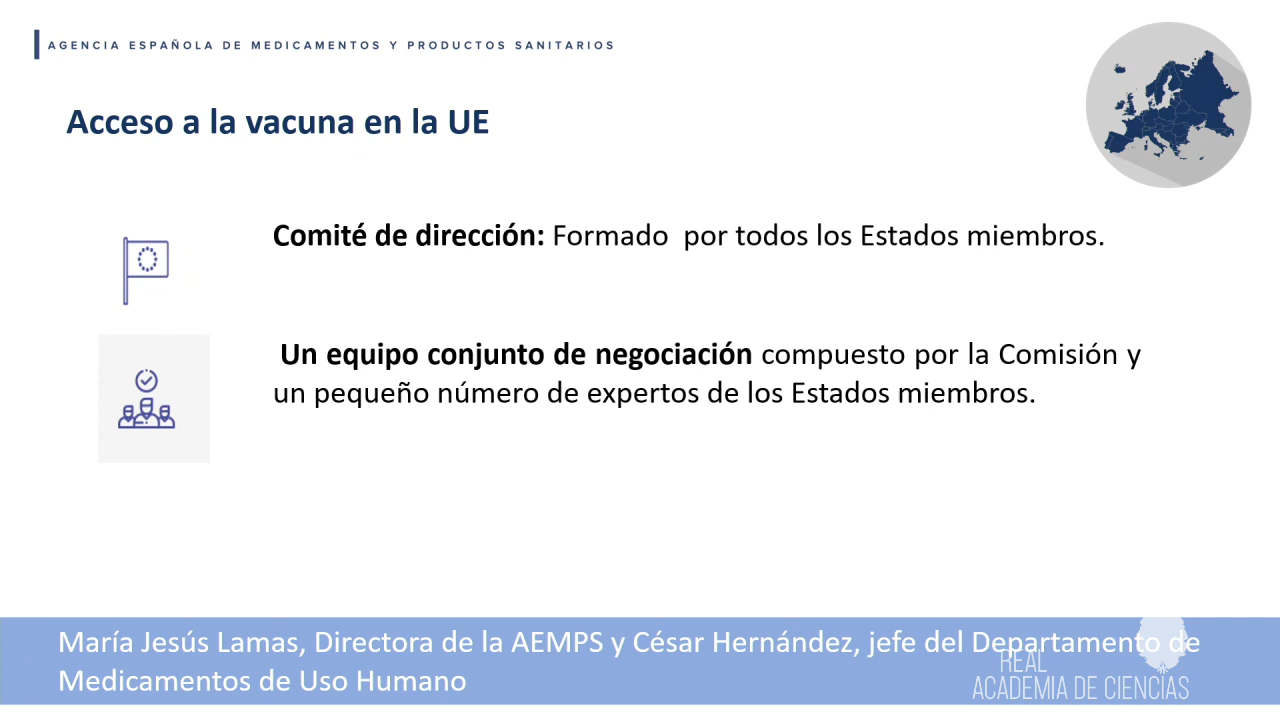 AGENCIA ESPAÑOLA DE MEDICAMENTOS Y PRODUCTOS SANITARIOS
Acceso a la vacuna en la UE
Comité de dirección: Formado por todos los Estados miembros.
Un equipo conjunto de negociación compuesto por la Comisión y
un pequeño número de expertos de los Estados miembros.
María Jesús Lamas, Directora de la AEMPS y César Hernández, jefe del Departamento de
Medicamentos de Uso Humano
REAL
ACADEMIA DE CIENCIAS